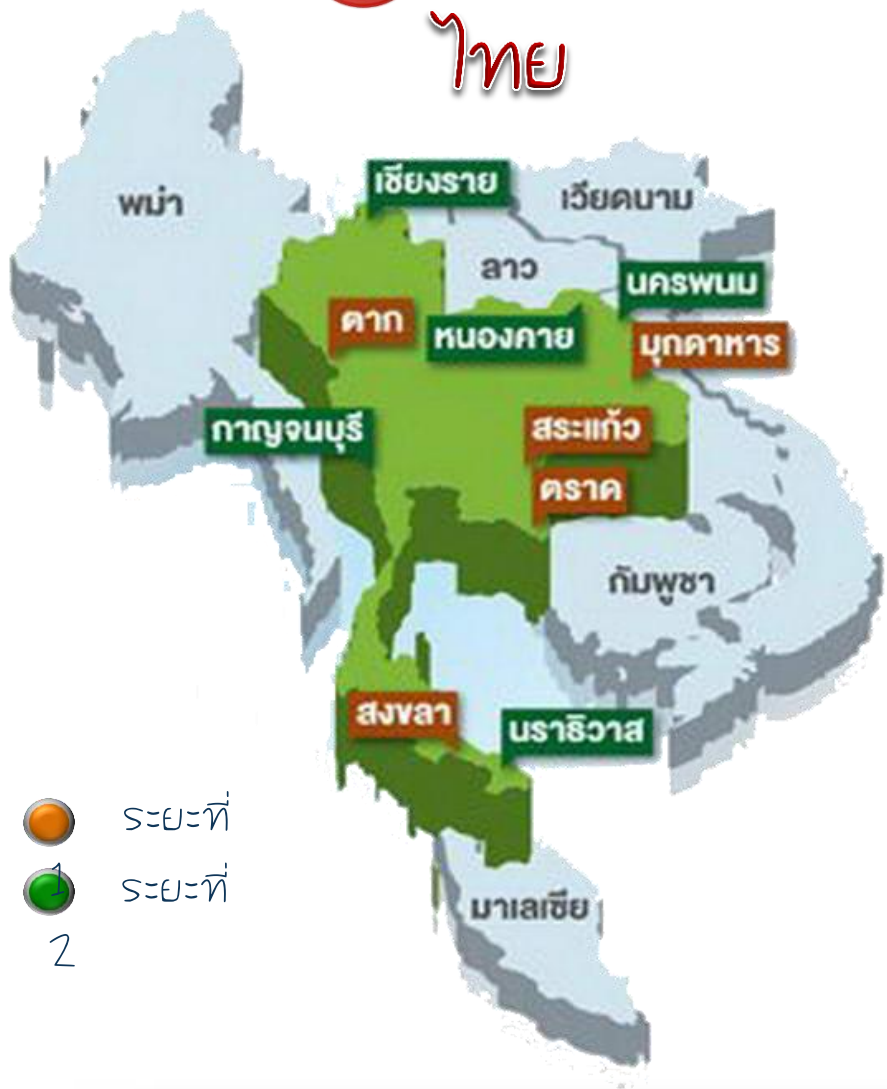 ไทย
เชียงราย
พม่า
เวียดนาม
ลาว
นครพนม
ตาก
หนองคาย
มุกดาหาร
กาญจนบุรี
สระแก้ว
ตราด
กัมพูชา
สงขลา
นราธิวาส
ระยะที่
1 ระยะที่
2
มาเลเซีย